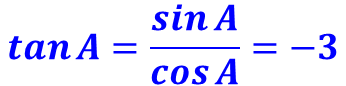 tan A = sin A / cos A = −3